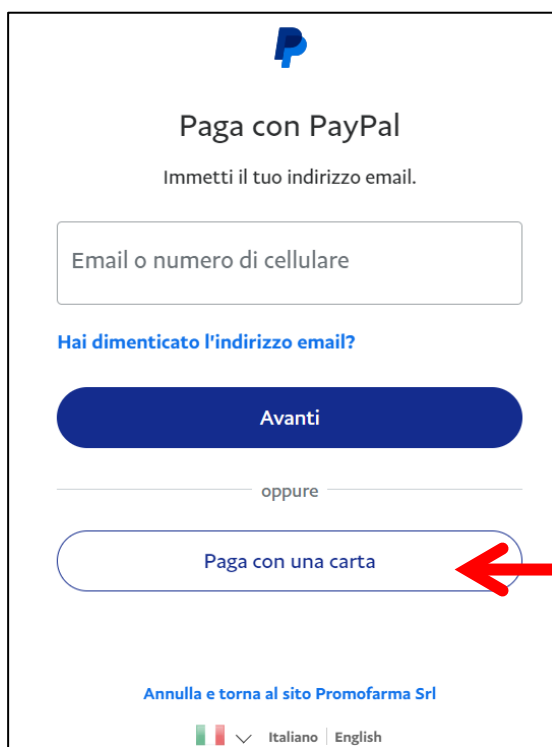 Paga con PayPal
Immetti il tuo indirizzo email.
Email o numero di cellulare
Hai dimenticato l'indirizzo email?
Avanti
oppure
Paga con una carta
Annulla e torna al sito Promofarma Srl
Italiano | English